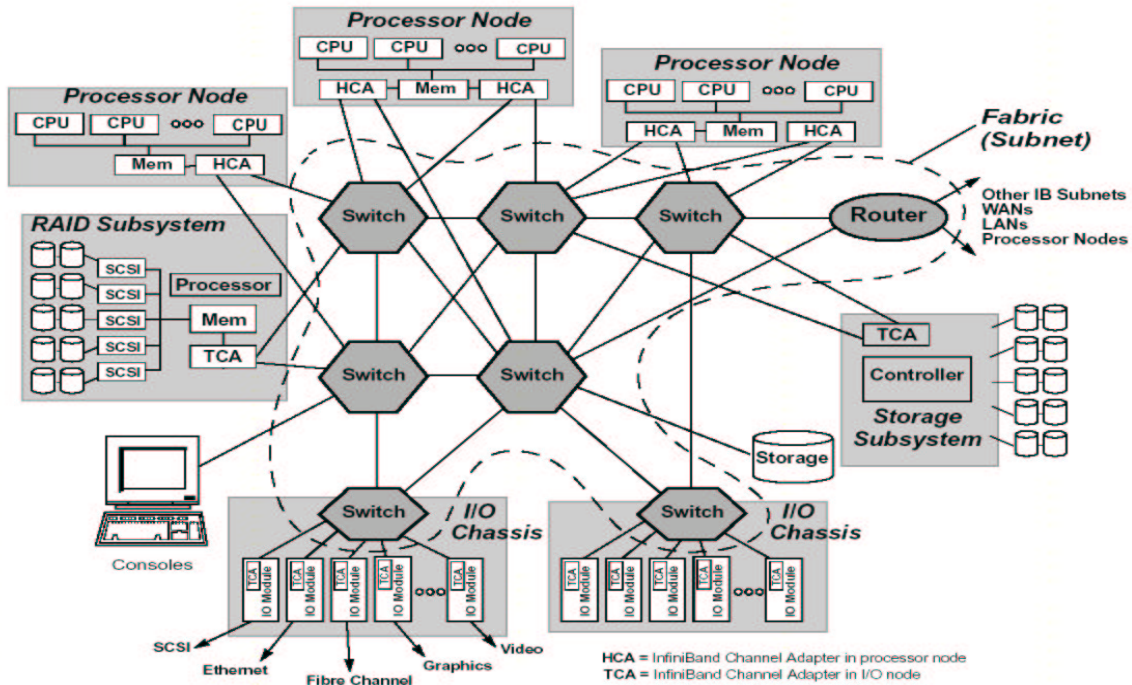 Processor Node
CPU CPU ooo CPU
HCA Mem HCA
Processor Node
CPU CPU ooo CPU
HCA Mem HCA
Processor Node
CPU CPU ooo CPU
Mem HCA
Fabric
(Subnet)
Switch Switch Switch Router
Other IB Subnets
WANs
LANs
Processor Nodes
RAID Subsystem
SCSI
SCSI
SCSI
SCSI
SCSI
Processor
Mem
TCA
Switch Switch
TCA
Controller
Storage
Subsystem
Storage
Consoles
Switch
I/O
Chassis
TCA IO Module
TCA IO Module
TCA IO Module
TCA IO Module
ooo
TCA IO Module
SCSI
Ethernet
Fibre Channel
Graphics
Video
Switch
I/O
Chassis
TCA IO Module
TCA IO Module
TCA IO Module
TCA IO Module
ooo
TCA IO Module
HCA = InfiniBand Channel Adapter in processor node
TCA = InfiniBand Channel Adapter in I/O node